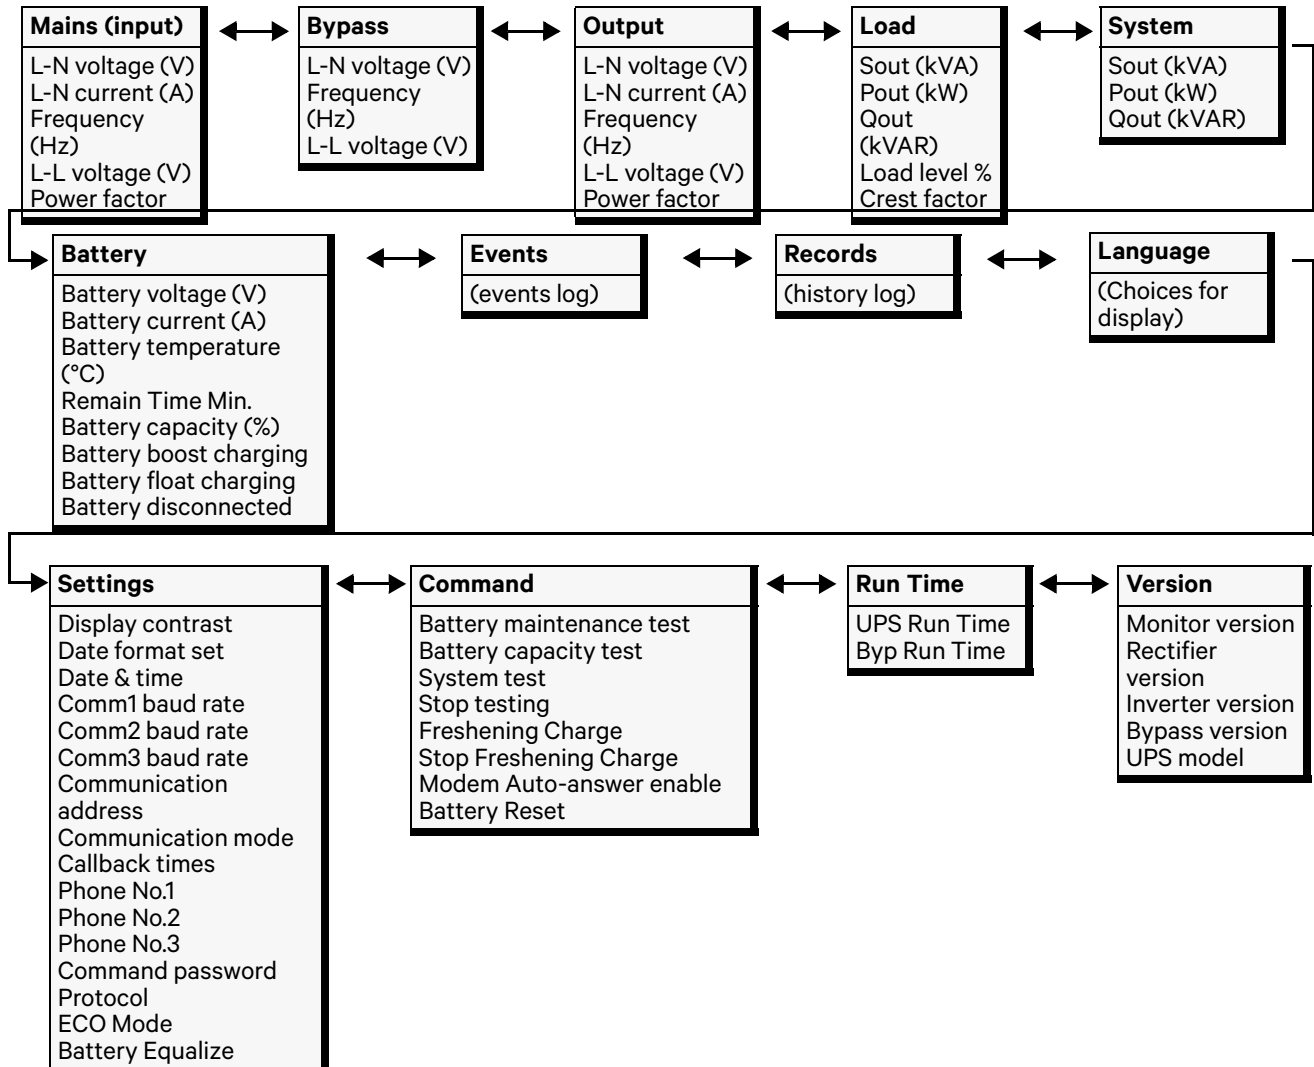 Mains (input)
L-N voltage (V)
L-N current (A)
Frequency
(Hz)
L-L voltage (V)
Power factor
Bypass
L-N voltage (V)
Frequency
(Hz)
L-L voltage (V)
Output
L-N voltage (V)
L-N current (A)
Frequency
(Hz)
L-L voltage (V)
Power factor
Load
Sout (kVA)
Pout (kW)
Qout
(kVAR)
Load level %
Crest factor
System
Sout (kVA)
Pout (kW)
Qout (kVAR)
Battery
Battery voltage (V)
Battery current (A)
Battery temperature
(°C)
Remain Time Min.
Battery capacity (%)
Battery boost charging
Battery float charging
Battery disconnected
Events
(events log)
Records
(history log)
Language
(Choices for
display)
Settings
Display contrast
Date format set
Date & time
Comm1 baud rate
Comm2 baud rate
Comm3 baud rate
Communication
address
Communication mode
Callback times
Phone No.1
Phone No.2
Phone No.3
Command password
Protocol
ECO Mode
Battery Equalize
Command
Battery maintenance test
Battery capacity test
System test
Stop testing
Freshening Charge
Stop Freshening Charge
Modem Auto-answer enable
Battery Reset
Run Time
UPS Run Time
Byp Run Time
Version
Monitor version
Rectifier
version
Inverter version
Bypass version
UPS model